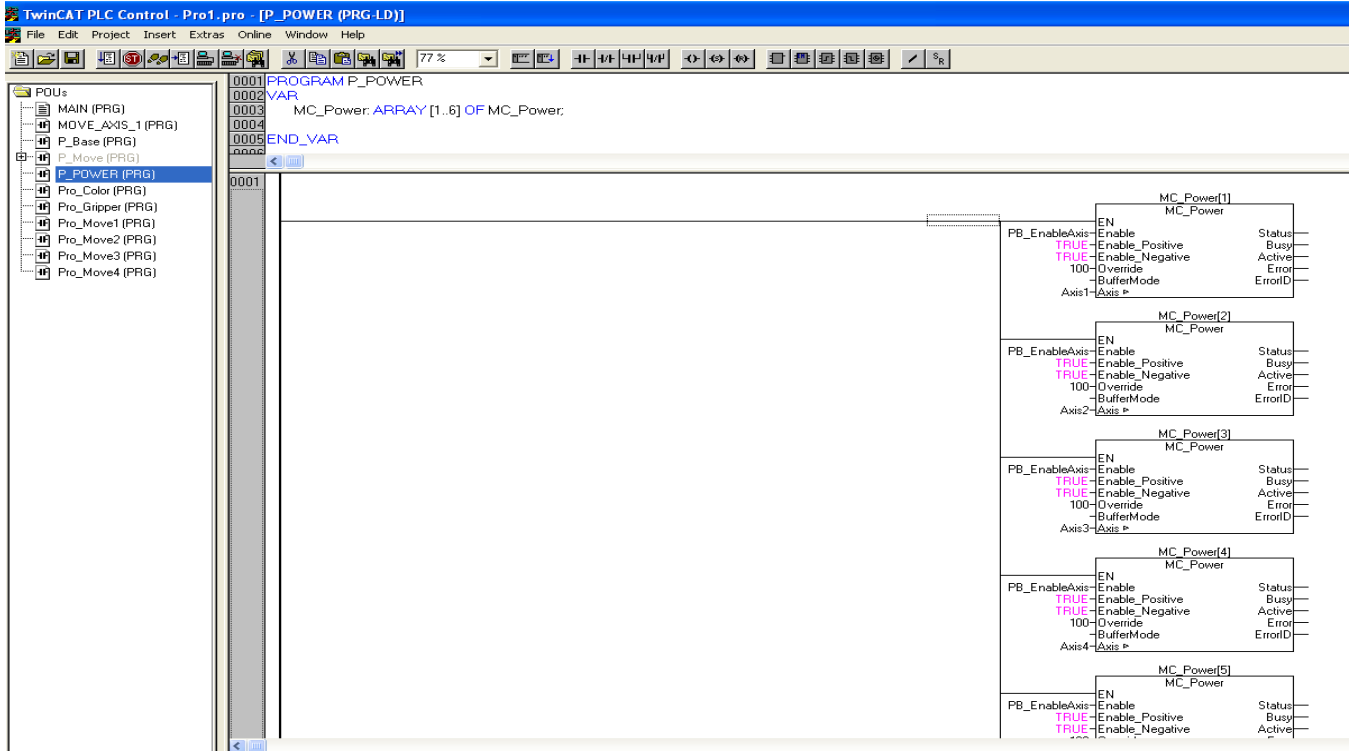 TwinCAT PLC Control - Pro1.pro - [P_POWER (PRG-LD)]
File Edit Project Insert Extras Online Window Help
77 %
POUs
MAIN (PRG)
MOVE_AXIS_1 (PRG)
P_Base (PRG)
P_Move (PRG)
P_POWER (PRG)
Pro_Color (PRG)
Pro_Gripper (PRG)
Pro_Move1 (PRG)
Pro_Move2 (PRG)
Pro_Move3 (PRG)
Pro_Move4 (PRG)
0001 PROGRAM P_POWER
0002 VAR
0003 MC_Power: ARRAY [1..6] OF MC_Power;
0004
0005 END_VAR
0006
0001
MC_Power[1]
MC_Power
EN
PB_EnableAxis Enable Status
TRUE Enable_Positive Busy
TRUE Enable_Negative Active
100 Override Error
BufferMode ErrorID
Axis1 Axis
MC_Power[2]
MC_Power
EN
PB_EnableAxis Enable Status
TRUE Enable_Positive Busy
TRUE Enable_Negative Active
100 Override Error
BufferMode ErrorID
Axis2 Axis
MC_Power[3]
MC_Power
EN
PB_EnableAxis Enable Status
TRUE Enable_Positive Busy
TRUE Enable_Negative Active
100 Override Error
BufferMode ErrorID
Axis3 Axis
MC_Power[4]
MC_Power
EN
PB_EnableAxis Enable Status
TRUE Enable_Positive Busy
TRUE Enable_Negative Active
100 Override Error
BufferMode ErrorID
Axis4 Axis
MC_Power[5]
MC_Power
EN
PB_EnableAxis Enable Status
TRUE Enable_Positive Busy
TRUE Enable_Negative Active